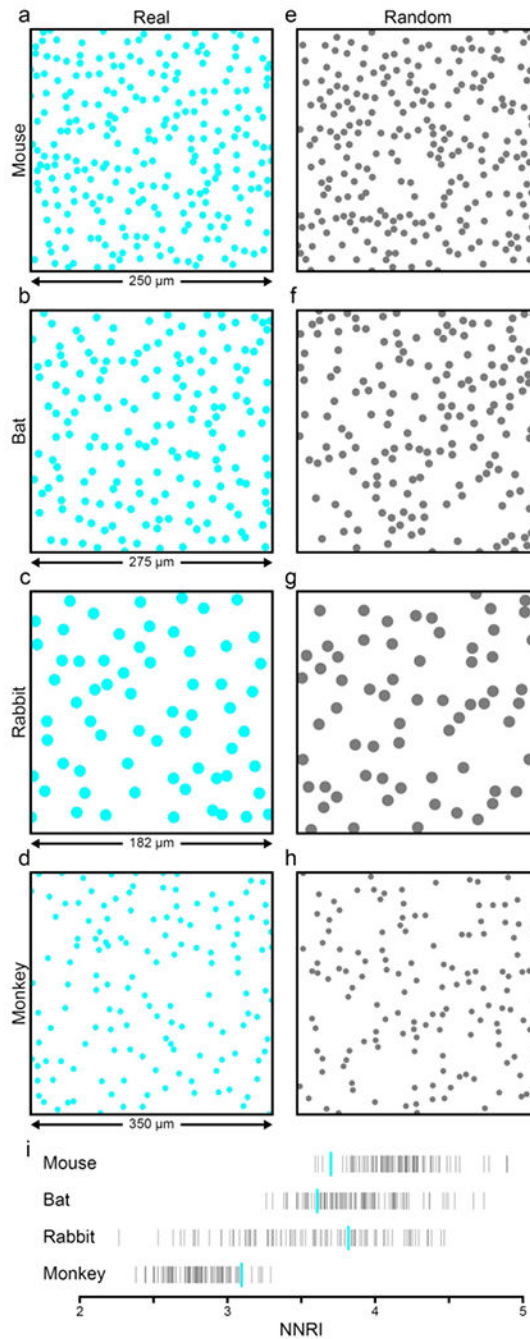 a Real e Random
Mouse
250 µm
b f
Bat
275 µm
c g
Rabbit
182 µm
d h
Monkey
350 µm
i
Mouse
Bat
Rabbit
Monkey
2 3 4 5
NNRI